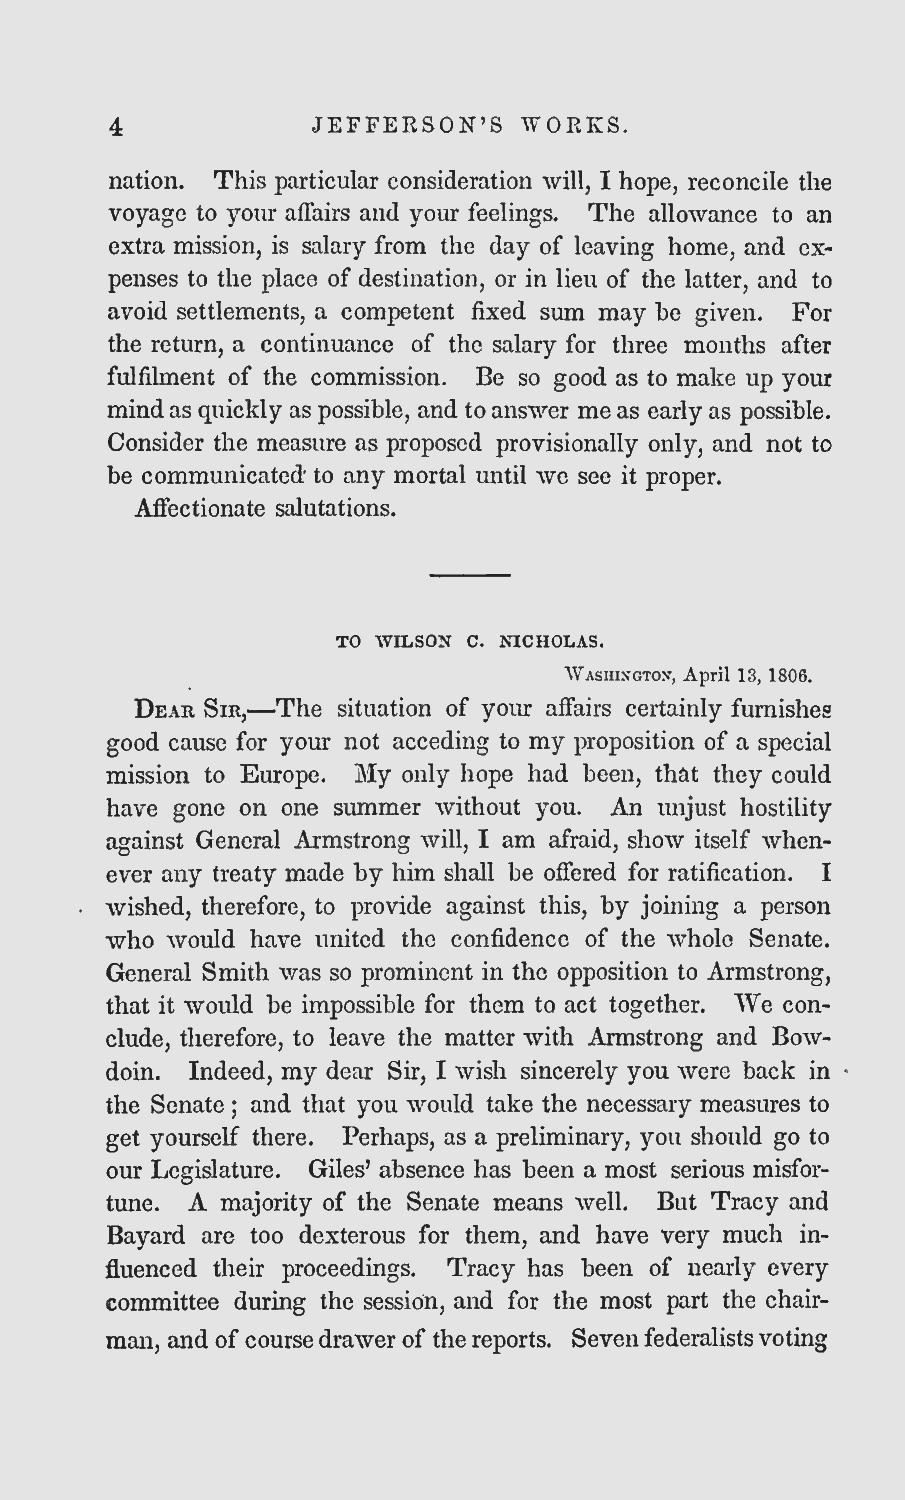 4 JEFFERSON'S WORKS.
nation. This particular consideration will, I hope, reconcile the
voyage to your affairs and your feelings. The allowance to an
extra mission, is salary from the day of leaving home, and ex-
penses to the place of destination, or in lieu of the latter, and to
avoid settlements, a competent fixed sum may be given. For
the return, a continuance of the salary for three months after
fulfilment of the commission. Be so good as to make up your
mind as quickly as possible, and to answer me as early as possible.
Consider the measure as proposed provisionally only, and not to
be communicated to any mortal until we see it proper.
Affectionate salutations.
TO WILSON C. NICHOLAS.
Washington, April 13, 1806.
Dear Sir,—The situation of your affairs certainly furnishes
good cause for your not acceding to my proposition of a special
mission to Europe. My only hope had been, that they could
have gone on one summer without you. An unjust hostility
against General Armstrong will, I am afraid, show itself when-
ever any treaty made by him shall be offered for ratification. I
wished, therefore, to provide against this, by joining a person
who would have united the confidence of the whole Senate.
General Smith was so prominent in the opposition to Armstrong,
that it would be impossible for them to act together. We con-
clude, therefore, to leave the matter with Armstrong and Bow-
doin. Indeed, my dear Sir, I wish sincerely you were back in
the Senate; and that you would take the necessary measures to
get yourself there. Perhaps, as a preliminary, you should go to
our Legislature. Giles' absence has been a most serious misfor-
tune. A majority of the Senate means well. But Tracy and
Bayard are too dexterous for them, and have very much in-
fluenced their proceedings. Tracy has been of nearly every
committee during the session, and for the most part the chair-
man, and of course drawer of the reports. Seven federalists voting